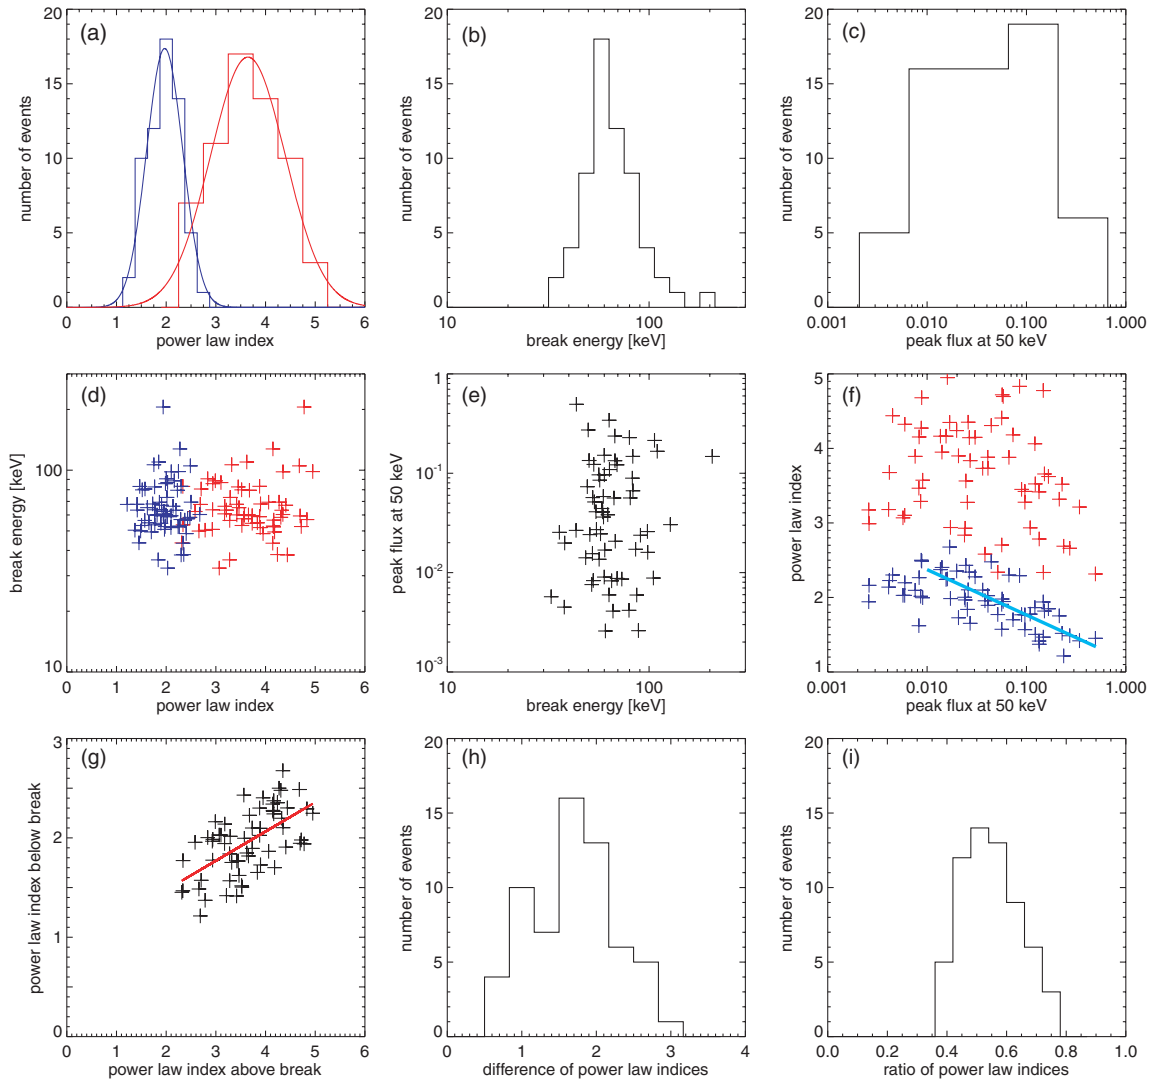 (a)
20
15
10
5
0
number of events
0 1 2 3 4 5 6
power law index
(b)
20
15
10
5
0
number of events
10 100
break energy [keV]
(c)
20
15
10
5
0
number of events
0.001 0.010 0.100 1.000
peak flux at 50 keV
(d)
100
10
break energy [keV]
0 1 2 3 4 5 6
power law index
(e)
1
10-1
10-2
10-3
peak flux at 50 keV
10 100
break energy [keV]
(f)
5
4
3
2
1
power law index
0.001 0.010 0.100 1.000
peak flux at 50 keV
(g)
3
2
1
0
power law index below break
0 1 2 3 4 5 6
power law index above break
(h)
20
15
10
5
0
number of events
0 1 2 3 4
difference of power law indices
(i)
20
15
10
5
0
number of events
0.0 0.2 0.4 0.6 0.8 1.0
ratio of power law indices